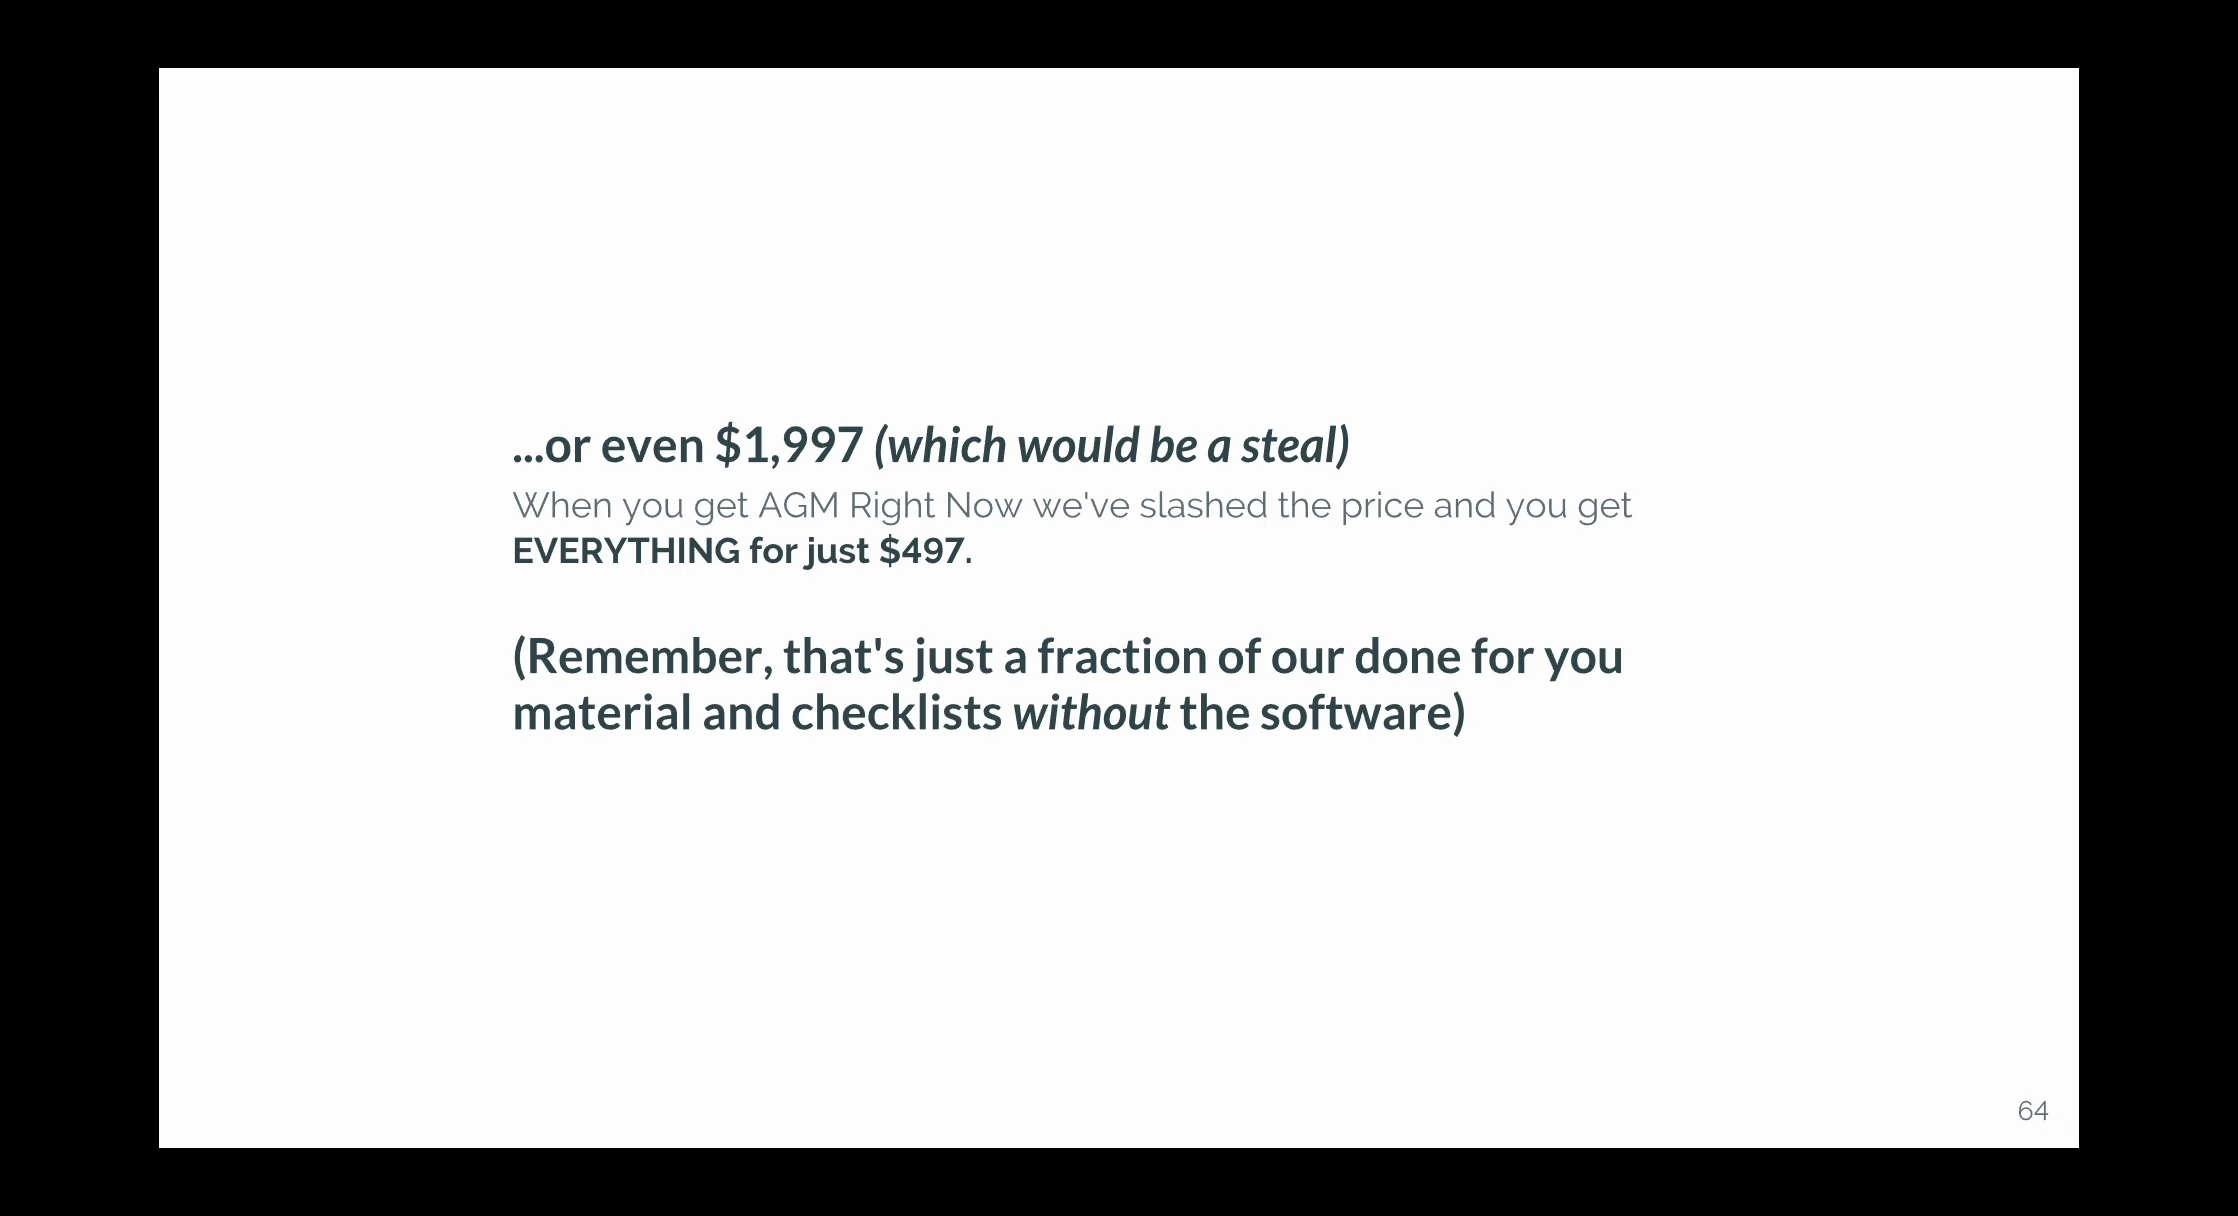 ...or even $1,997 (which would be a steal)
When you get AGM Right Now we've slashed the price and you get
EVERYTHING for just $497.
(Remember, that's just a fraction of our done for you
material and checklists without the software)
64